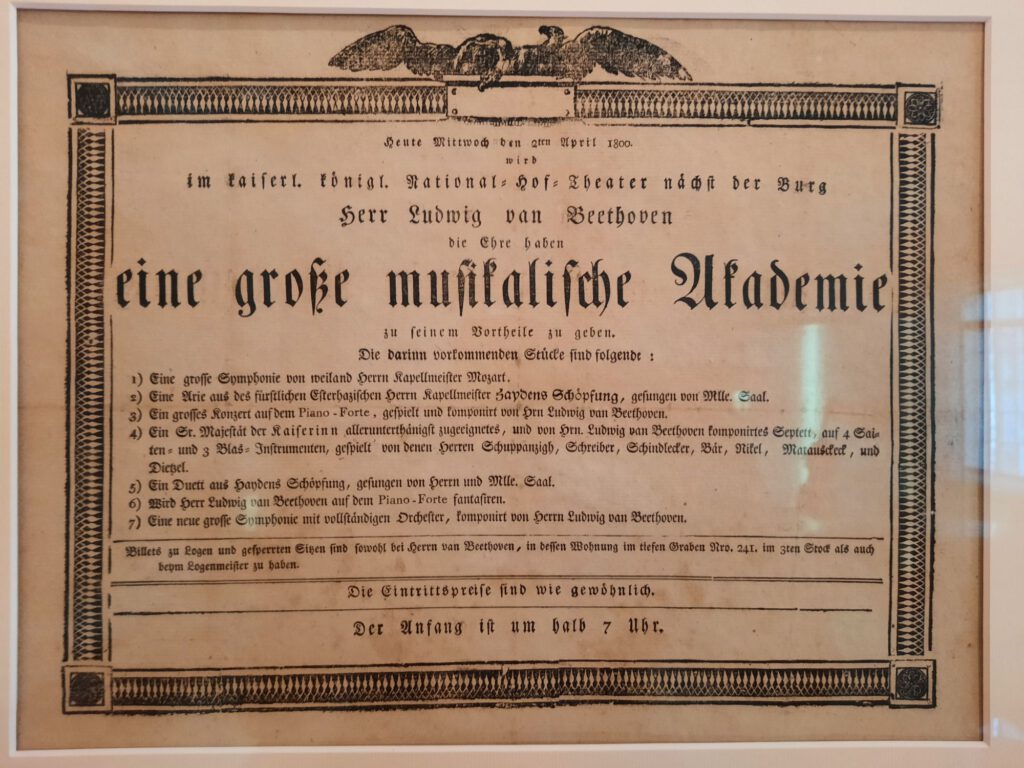 Heute Mittwoch den 2ten April 1800.
wird
im kaiserl. königl. National-Hof-Theater nächst der Burg
Herr Ludwig van Beethoven
die Ehre haben
eine große musikalische Akademie
zu seinem Vortheile zu geben.
Die darinn vorkommenden Stücke sind folgende :
1) Eine grosse Symphonie von weiland Herrn Kapellmeister Mozart.
2) Eine Arie aus des fürstlichen Esterhazischen Herrn Kapellmeister Haydens Schöpfung, gesungen von Mlle. Saal.
3) Ein grosses Konzert auf dem Piano-Forte, gespielt und komponirt von Hrn Ludwig van Beethoven.
4) Ein Sr. Majestät der Kaiserinn allerunterthänigst zugeeignetes, und von Hrn. Ludwig van Beethoven komponirtes Septett, auf 4 Sai-
ten- und 3 Blas-Instrumenten, gespielt von denen Herren Schuppanzigh, Schreiber, Schindlecker, Bär, Nikel, Matauscheck, und
Dietzel.
5) Ein Duett aus Haydens Schöpfung, gesungen von Herrn und Mlle. Saal.
6) Wird Herr Ludwig van Beethoven auf dem Piano-Forte fantasiren.
7) Eine neue grosse Symphonie mit vollständigen Orchester, komponirt von Herrn Ludwig van Beethoven.
Billets zu Logen und gesperrten Sitzen sind sowohl bei Herrn van Beethoven, in dessen Wohnung im tiefen Graben Nro. 241. im 3ten Stock als auch
beym Logenmeister zu haben.
Die Eintrittspreise sind wie gewöhnlich.
Der Anfang ist um halb 7 Uhr.